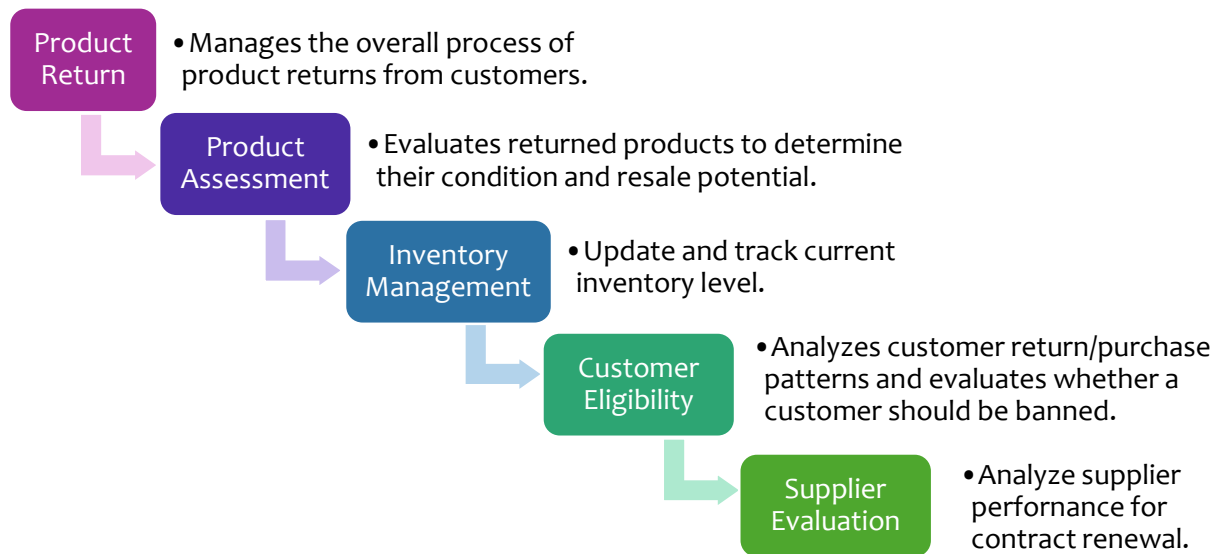 Product
Return
•Manages the overall process of
product returns from customers.
Product
Assessment
•Evaluates returned products to determine
their condition and resale potential.
Inventory
Management
•Update and track current
inventory level.
Customer
Eligibility
•Analyzes customer return/purchase
patterns and evaluates whether a
customer should be banned.
Supplier
Evaluation
•Analyze supplier
perfornance for
contract renewal.